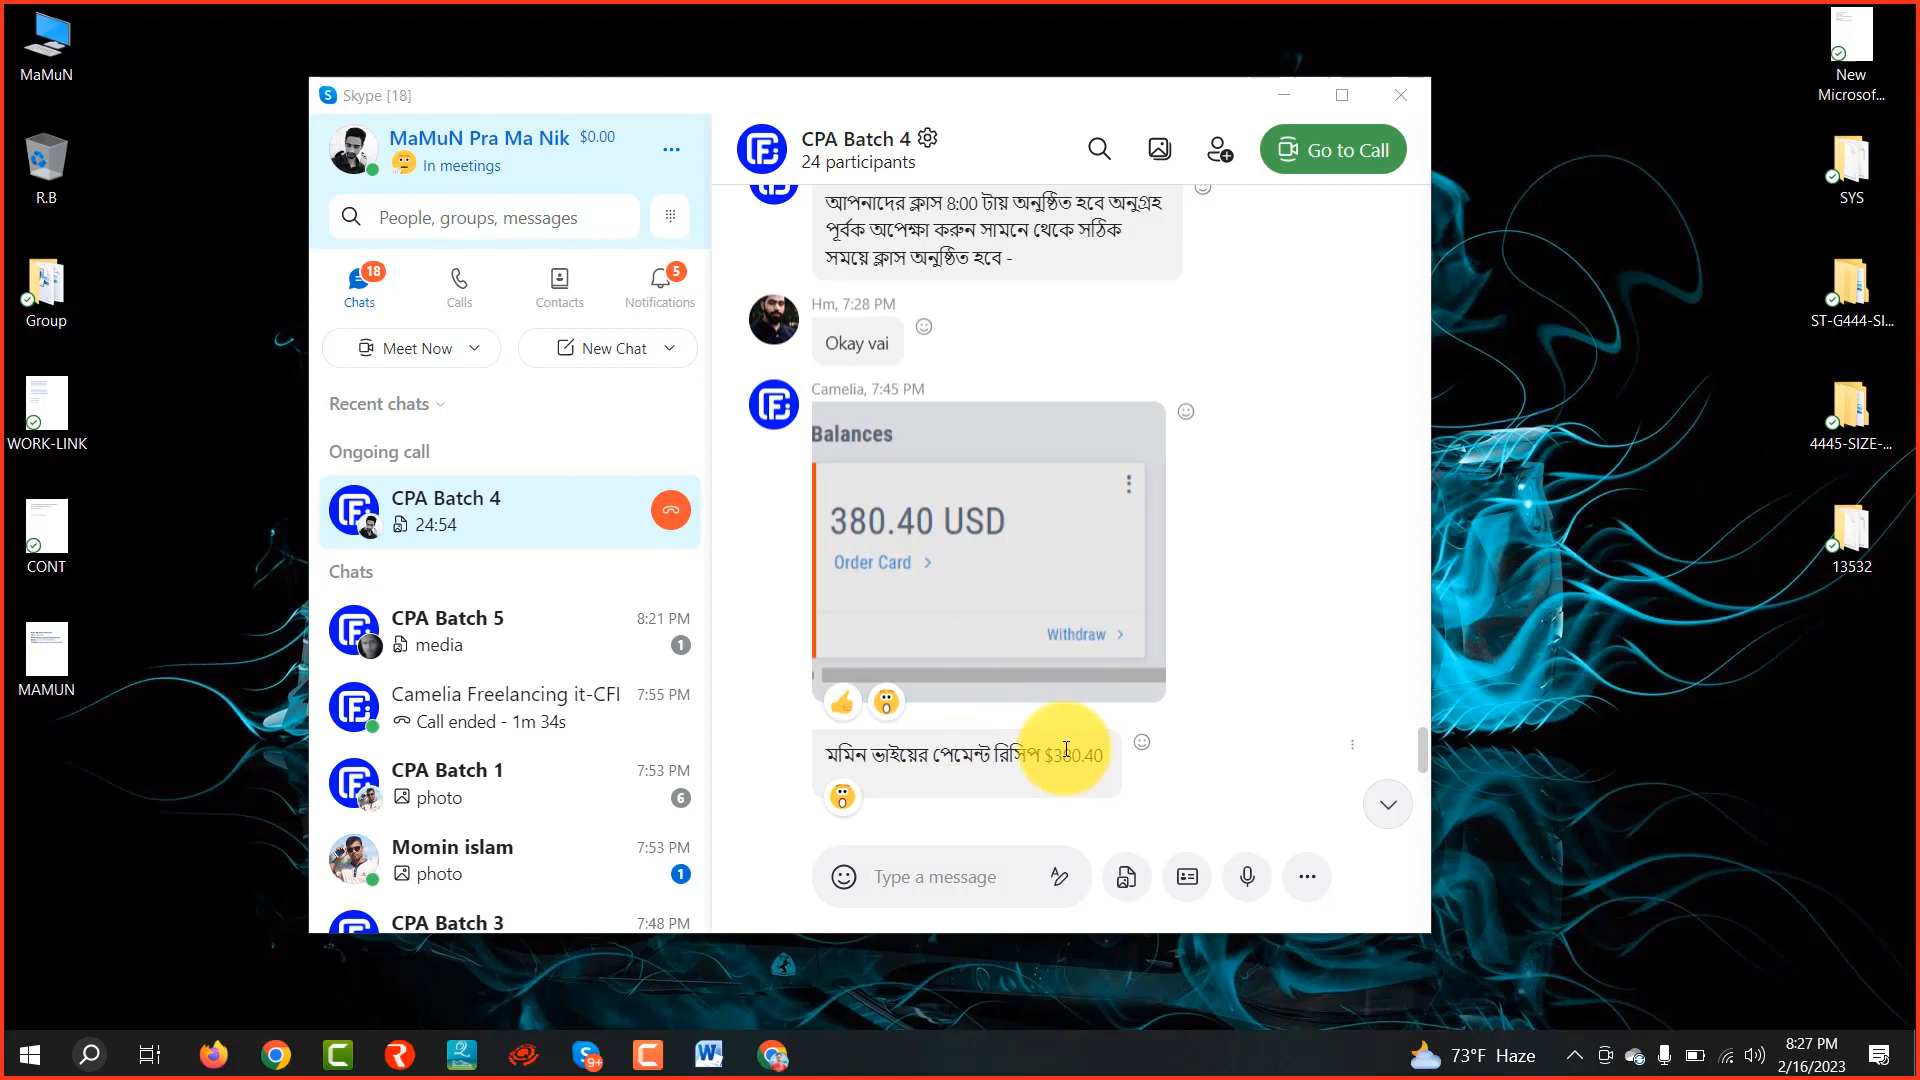 MaMuN
R.B
Group
WORK-LINK
CONT
MAMUN
New
Microsof...
SYS
ST-G444-SI...
4445-SIZE-...
13532
Skype [18]
MaMuN Pra Ma Nik $0.00
In meetings
People, groups, messages
18
5
Chats
Calls
Contacts
Notifications
Meet Now
New Chat
Recent chats
Ongoing call
CPA Batch 4
24:54
Chats
CPA Batch 5 8:21 PM
media 1
Camelia Freelancing it-CFI 7:55 PM
Call ended - 1m 34s
CPA Batch 1 7:53 PM
photo 6
Momin islam 7:53 PM
photo 1
CPA Batch 3 7:48 PM
CPA Batch 4
24 participants
Go to Call
আপনাদের ক্লাস 8:00 টায় অনুষ্ঠিত হবে অনুগ্রহ
পূর্বক অপেক্ষা করুন সামনে থেকে সঠিক
সময়ে ক্লাস অনুষ্ঠিত হবে -
Hm, 7:28 PM
Okay vai
Camelia, 7:45 PM
Balances
380.40 USD
Order Card
Withdraw
মমিন ভাইয়ের পেমেন্ট রিসিপ $380.40
Type a message
9+
73°F Haze
8:27 PM
2/16/2023